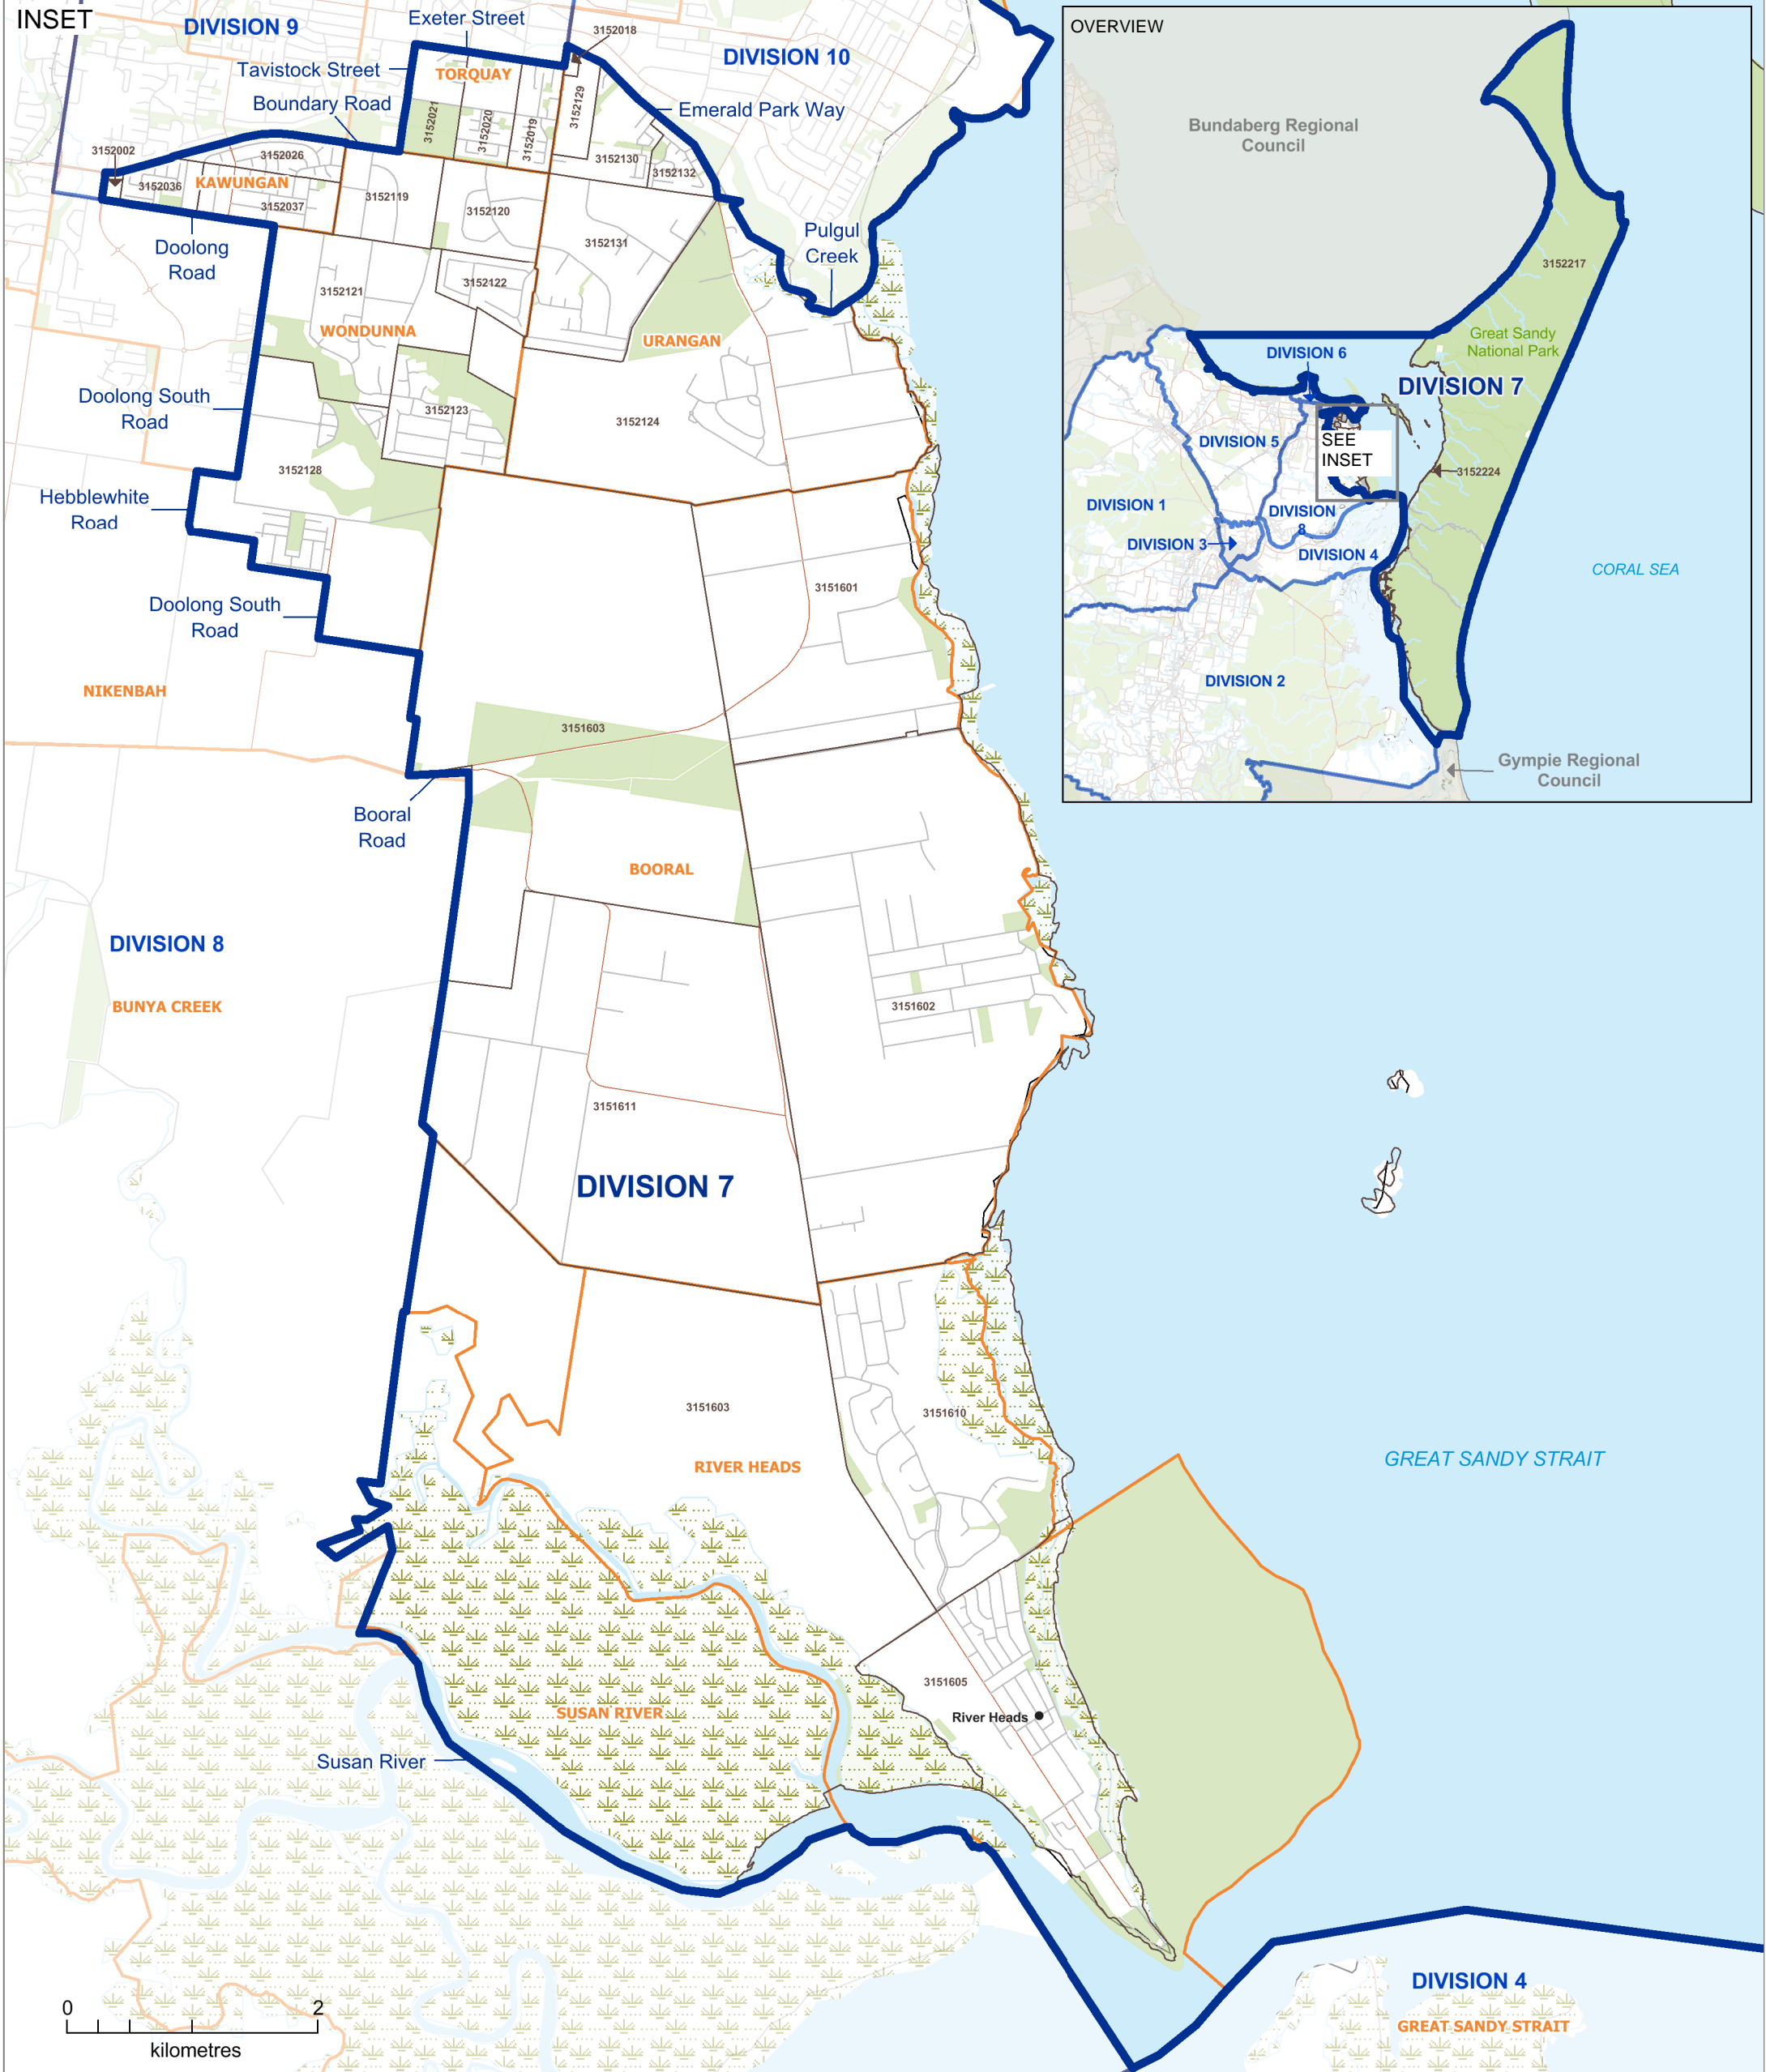 INSET
DIVISION 9
Exeter Street
3152018
DIVISION 10
Tavistock Street
TORQUAY
Boundary Road
Emerald Park Way
3152021
3152020
3152019
3152129
3152002
3152026
3152130
3152132
3152036
KAWUNGAN
3152037
3152119
3152120
3152131
Doolong
Road
Pulgul
Creek
3152121
3152122
WONDUNNA
URANGAN
Doolong South
Road
3152123
3152124
3152128
Hebblewhite
Road
3151601
Doolong South
Road
NIKENBAH
3151603
Booral
Road
BOORAL
DIVISION 8
BUNYA CREEK
3151602
3151611
DIVISION 7
3151603
3151610
RIVER HEADS
GREAT SANDY STRAIT
3151605
River Heads
SUSAN RIVER
Susan River
DIVISION 4
GREAT SANDY STRAIT
0
2
kilometres
OVERVIEW
Bundaberg Regional
Council
3152217
Great Sandy
National Park
DIVISION 6
DIVISION 7
DIVISION 5
SEE
INSET
3152224
DIVISION 1
DIVISION
8
DIVISION 3
DIVISION 4
CORAL SEA
DIVISION 2
Gympie Regional
Council